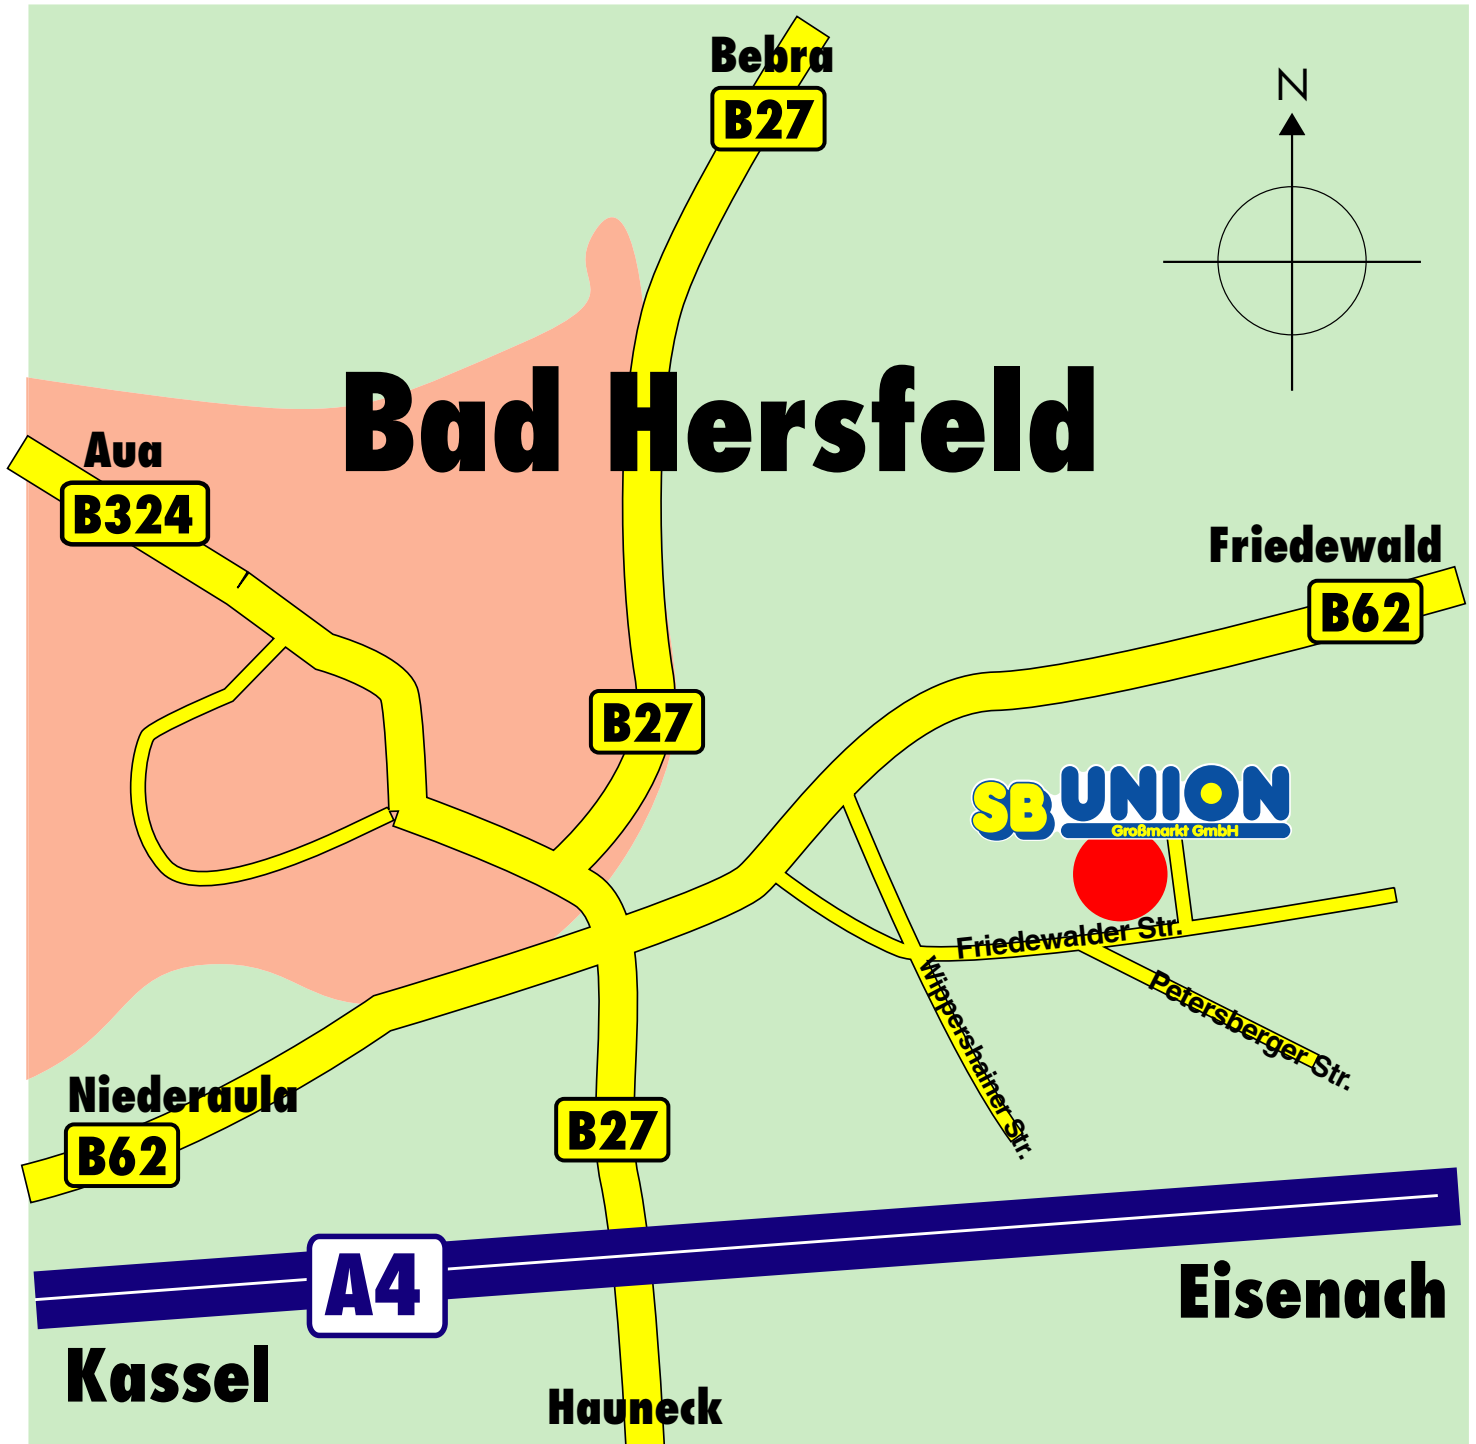 Bebra
B27
N
Bad Hersfeld
Aua
B324
Friedewald
B62
B27
SB UNION
Großmarkt GmbH
Friedewalder Str.
Wippershainer Str.
Petersberger Str.
Niederaula
B62
B27
A4
Eisenach
Kassel
Hauneck